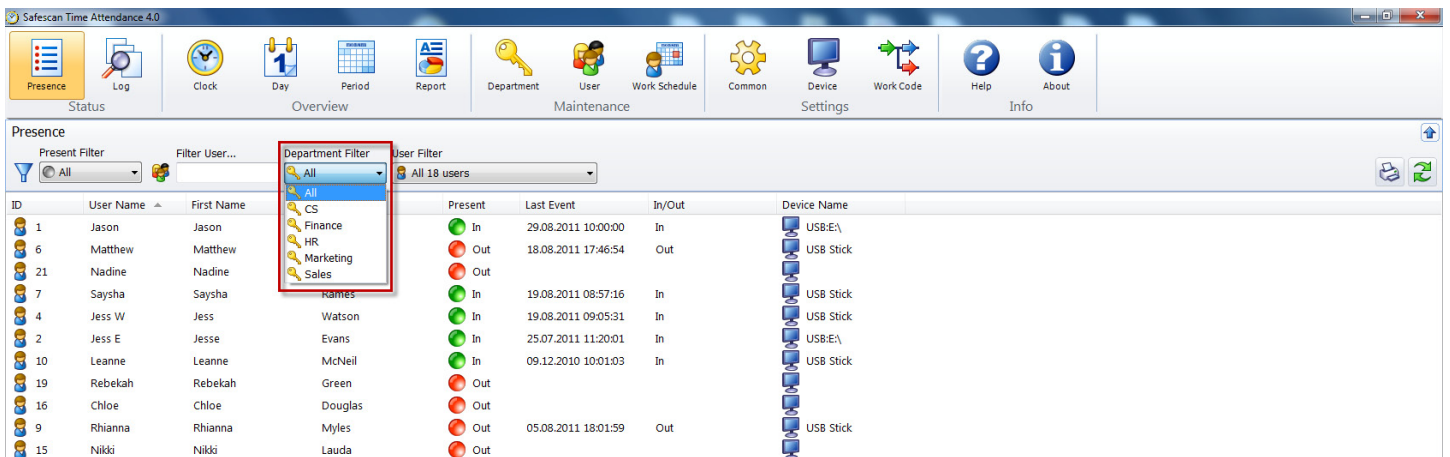 Safescan Time Attendance 4.0
Presence Log Clock Day Period Report Department User Work Schedule Common Device Work Code Help About
Status Overview Maintenance Settings Info
Presence
Present Filter Filter User... Department Filter User Filter
All All All 18 users
ID User Name First Name Present Last Event In/Out Device Name
All
CS
Finance
HR
Marketing
Sales
1 Jason Jason In 29.08.2011 10:00:00 In USB:E:\
6 Matthew Matthew Out 18.08.2011 17:46:54 Out USB Stick
21 Nadine Nadine Out
7 Saysha Saysha Rames In 19.08.2011 08:57:16 In USB Stick
4 Jess W Jess Watson In 19.08.2011 09:05:31 In USB Stick
2 Jess E Jesse Evans In 25.07.2011 11:20:01 In USB:E:\
10 Leanne Leanne McNeil In 09.12.2010 10:01:03 In USB Stick
19 Rebekah Rebekah Green Out
16 Chloe Chloe Douglas Out
9 Rhianna Rhianna Myles Out 05.08.2011 18:01:59 Out USB Stick
15 Nikki Nikki Lauda Out